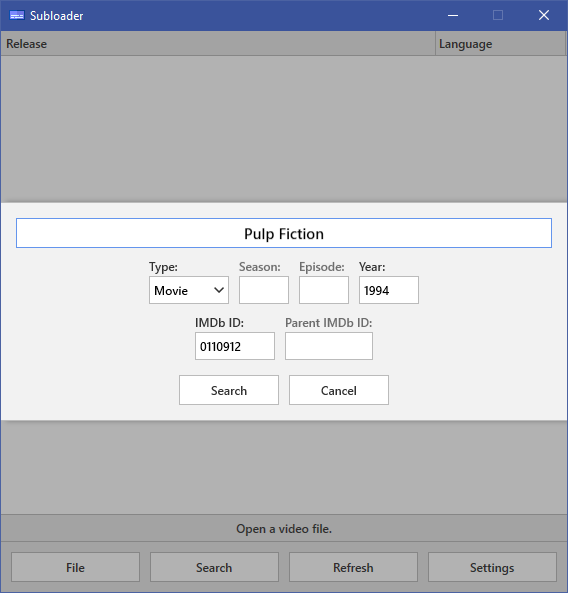 Subloader
Release Language
Pulp Fiction
Type: Season: Episode: Year:
Movie 1994
IMDb ID: Parent IMDb ID:
0110912
Search Cancel
Open a video file.
File Search Refresh Settings